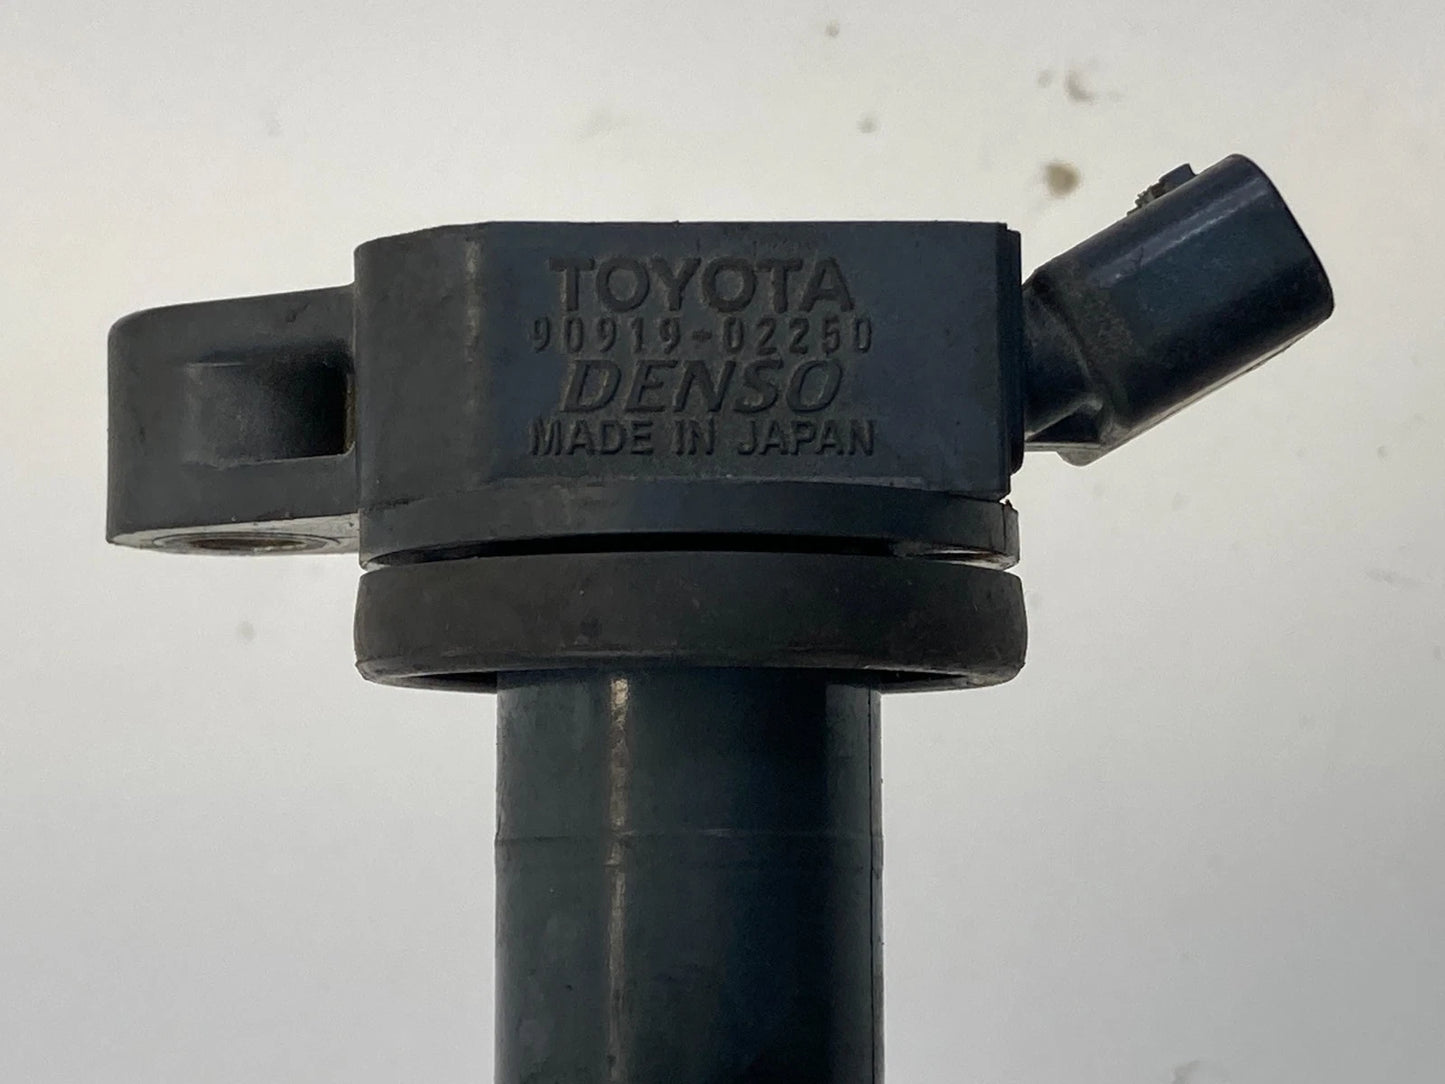 TOYOTA
90919-02250
DENSO
MADE IN JAPAN